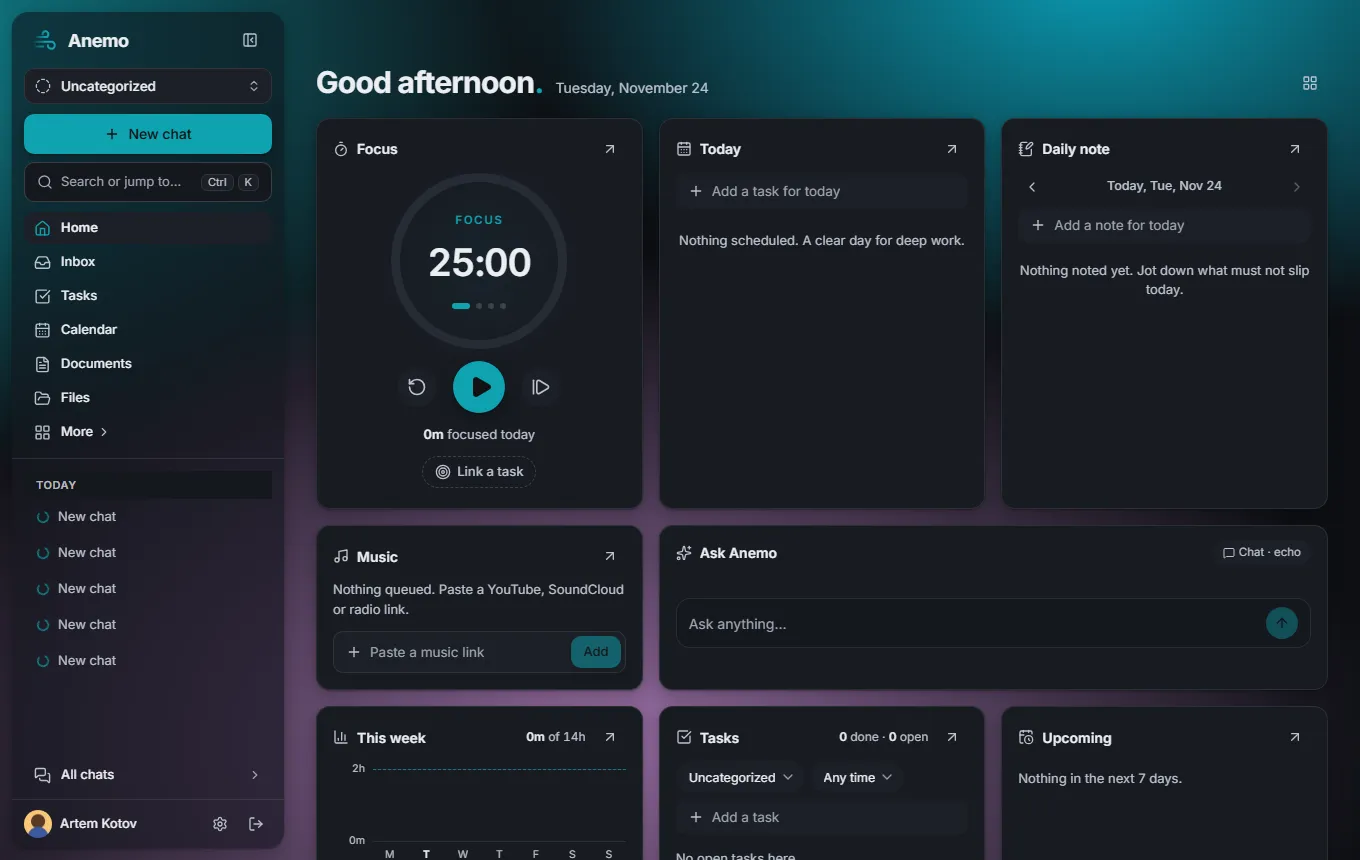 Anemo
Uncategorized
New chat
Search or jump to... Ctrl K
Home
Inbox
Tasks
Calendar
Documents
Files
More
TODAY
New chat
New chat
New chat
New chat
New chat
All chats
Artem Kotov
Good afternoon. Tuesday, November 24
Focus
FOCUS
25:00
0m focused today
Link a task
Today
Add a task for today
Nothing scheduled. A clear day for deep work.
Daily note
Today, Tue, Nov 24
Add a note for today
Nothing noted yet. Jot down what must not slip
today.
Music
Nothing queued. Paste a YouTube, SoundCloud
or radio link.
Paste a music link Add
Ask Anemo Chat · echo
Ask anything...
This week 0m of 14h
2h
0m
M T W T F S S
Tasks 0 done · 0 open
Uncategorized Any time
Add a task
No open tasks here
Upcoming
Nothing in the next 7 days.